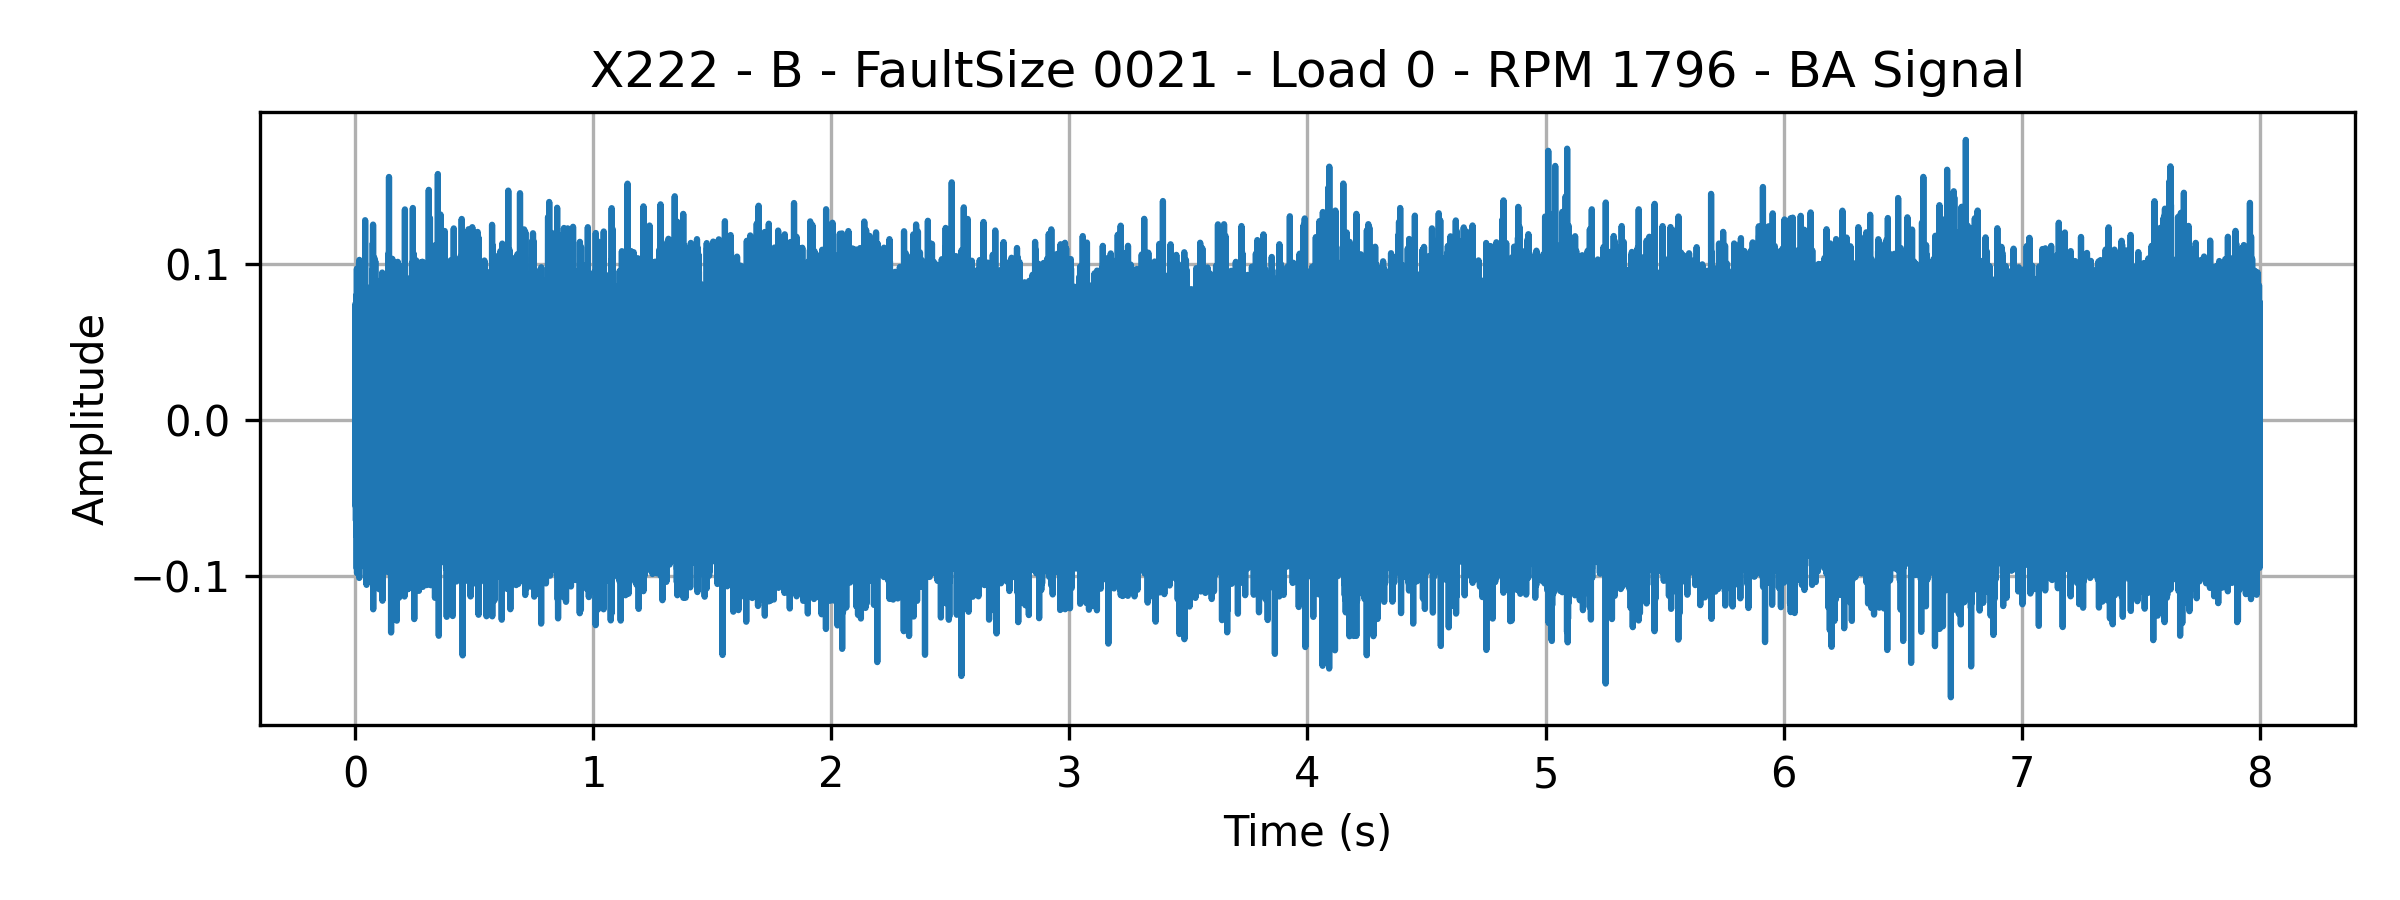 X222 - B - FaultSize 0021 - Load 0 - RPM 1796 - BA Signal
Amplitude
0.1
0.0
−0.1
0 1 2 3 4 5 6 7 8
Time (s)